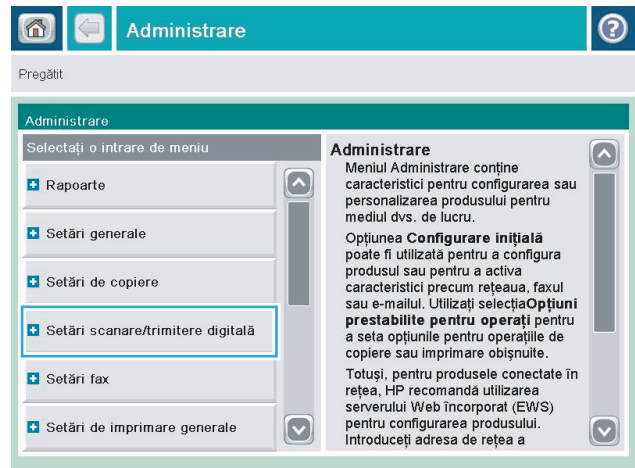 Administrare
Pregătit
Administrare
Selectați o intrare de meniu
Rapoarte
Setări generale
Setări de copiere
Setări scanare/trimitere digitală
Setări fax
Setări de imprimare generale
Administrare
Meniul Administrare conține
caracteristici pentru configurarea sau
personalizarea produsului pentru
mediul dvs. de lucru.
Opțiunea Configurare inițială
poate fi utilizată pentru a configura
produsul sau pentru a activa
caracteristici precum rețeaua, faxul
sau e-mailul. Utilizați selecțiaOpțiuni
prestabilite pentru operați pentru
a seta opțiunile pentru operațiile de
copiere sau imprimare obișnuite.
Totuși, pentru produsele conectate în
rețea, HP recomandă utilizarea
serverului Web încorporat (EWS)
pentru configurarea produsului.
Introduceți adresa de rețea a